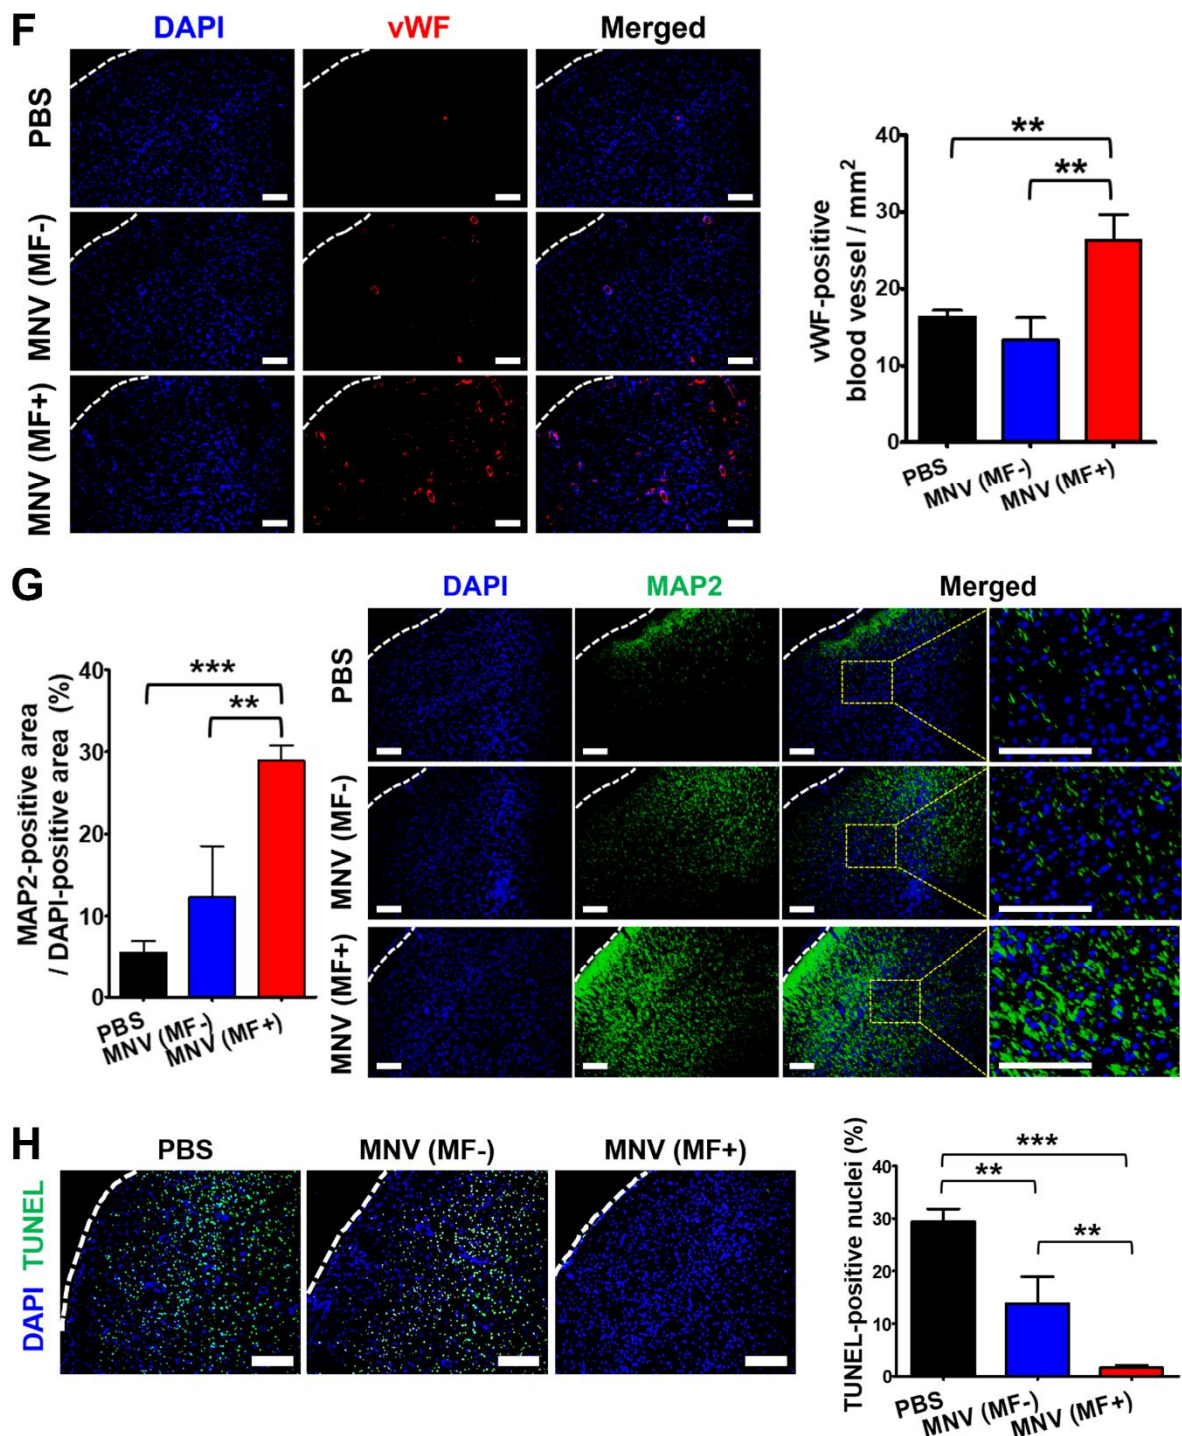 F
DAPI vWF Merged
PBS
MNV (MF-)
MNV (MF+)
vWF-positive
blood vessel / mm²
40
30
20
10
0
**
**
PBS
MNV (MF-)
MNV (MF+)
G
MAP2-positive area
/ DAPI-positive area (%)
40
30
20
10
0
***
**
PBS
MNV (MF-)
MNV (MF+)
DAPI MAP2 Merged
PBS
MNV (MF-)
MNV (MF+)
H
PBS MNV (MF-) MNV (MF+)
DAPI TUNEL
TUNEL-positive nuclei (%)
40
30
20
10
0
***
**
**
PBS
MNV (MF-)
MNV (MF+)